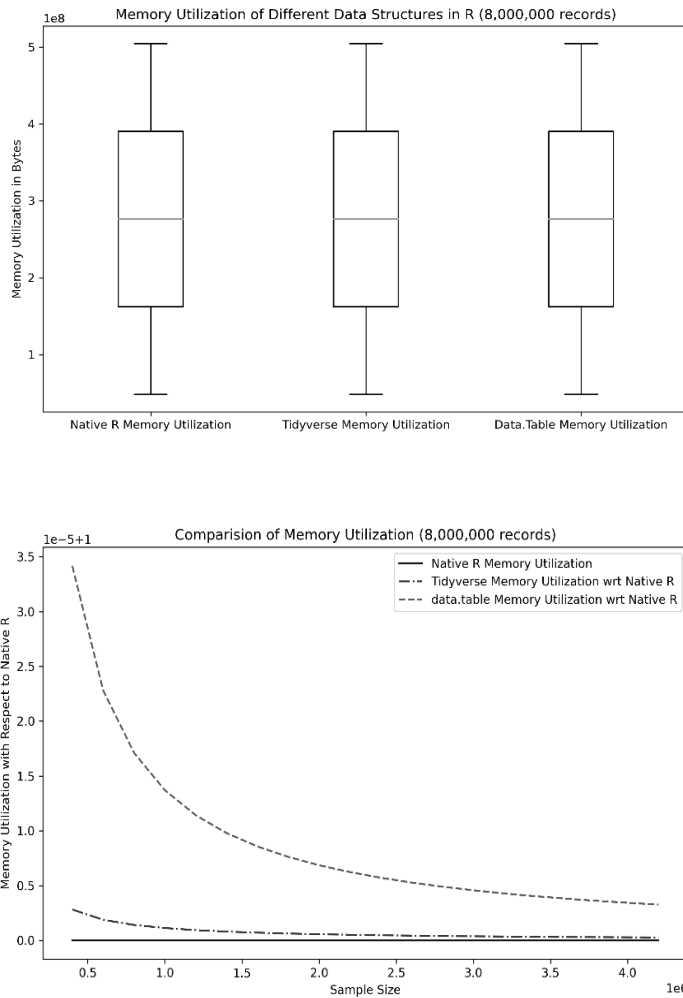 Memory Utilization of Different Data Structures in R (8,000,000 records)
1e8
5
4
3
2
1
Memory Utilization in Bytes
Native R Memory Utilization
Tidyverse Memory Utilization
Data.Table Memory Utilization
Comparision of Memory Utilization (8,000,000 records)
1e−5+1
3.5
3.0
2.5
2.0
1.5
1.0
0.5
0.0
Memory Utilization with Respect to Native R
Native R Memory Utilization
Tidyverse Memory Utilization wrt Native R
data.table Memory Utilization wrt Native R
0.5
1.0
1.5
2.0
2.5
3.0
3.5
4.0
Sample Size
1e6